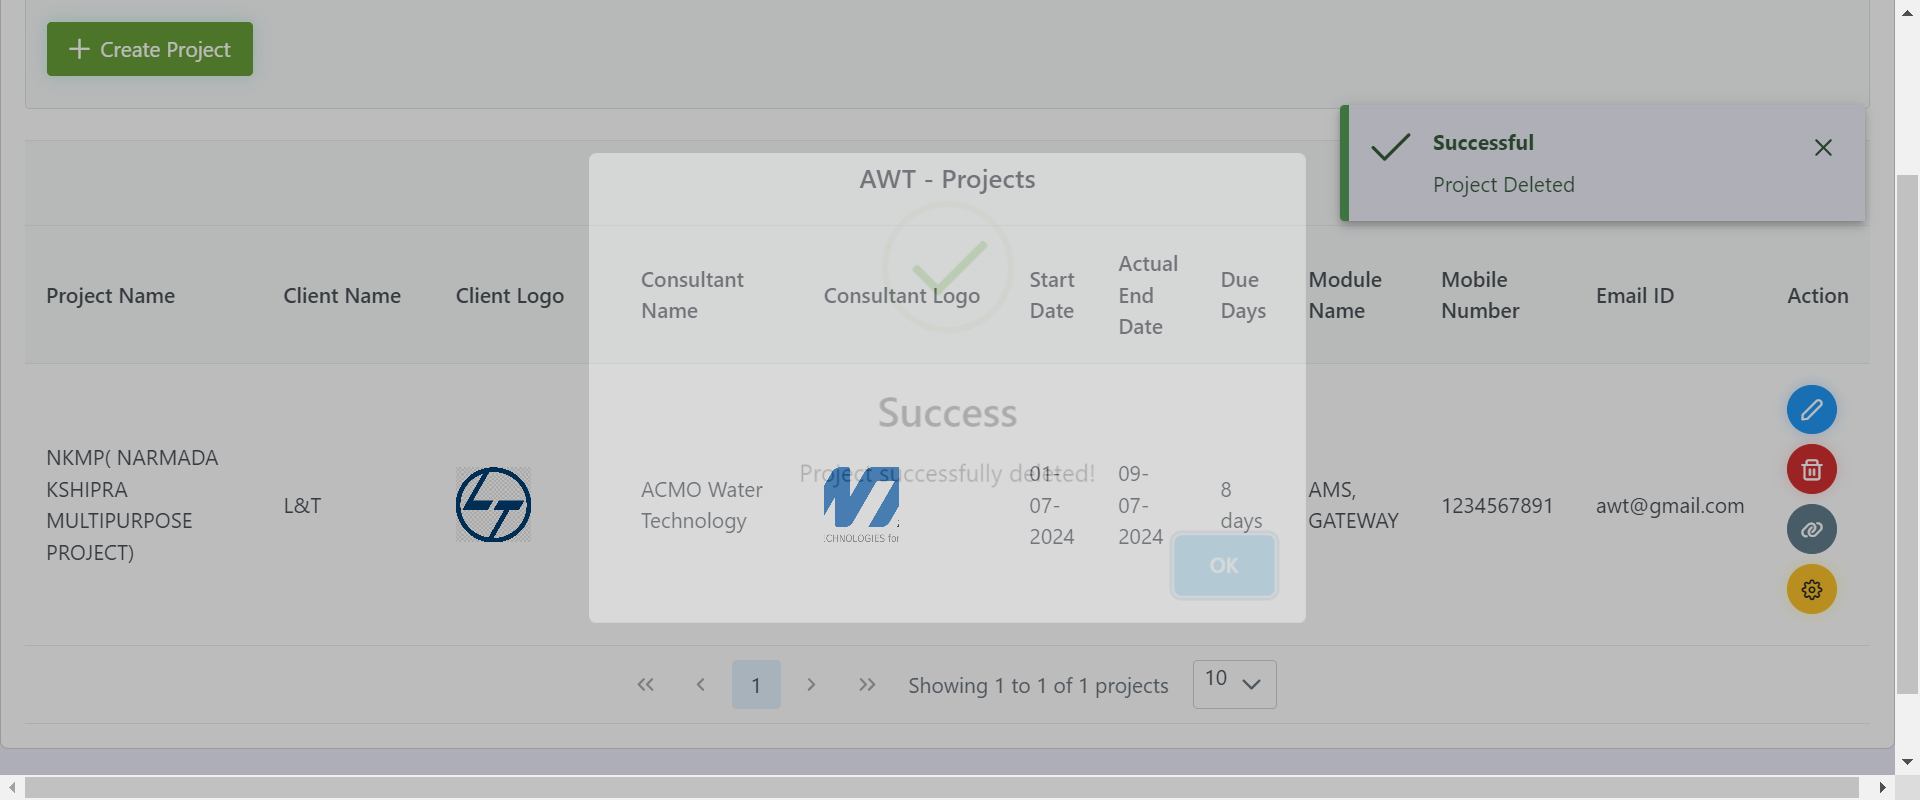 Create Project
Successful
Project Deleted
AWT - Projects
Project Name
Client Name
Client Logo
Consultant
Name
Consultant Logo
Start
Date
Actual
End
Date
Due
Days
Module
Name
Mobile
Number
Email ID
Action
Success
Project successfully deleted!
NKMP( NARMADA
KSHIPRA
MULTIPURPOSE
PROJECT)
L&T
ACMO Water
Technology
CHNOLOGIES for
01-
07-
2024
09-
07-
2024
8
days
AMS,
GATEWAY
1234567891
awt@gmail.com
OK
1
Showing 1 to 1 of 1 projects
10